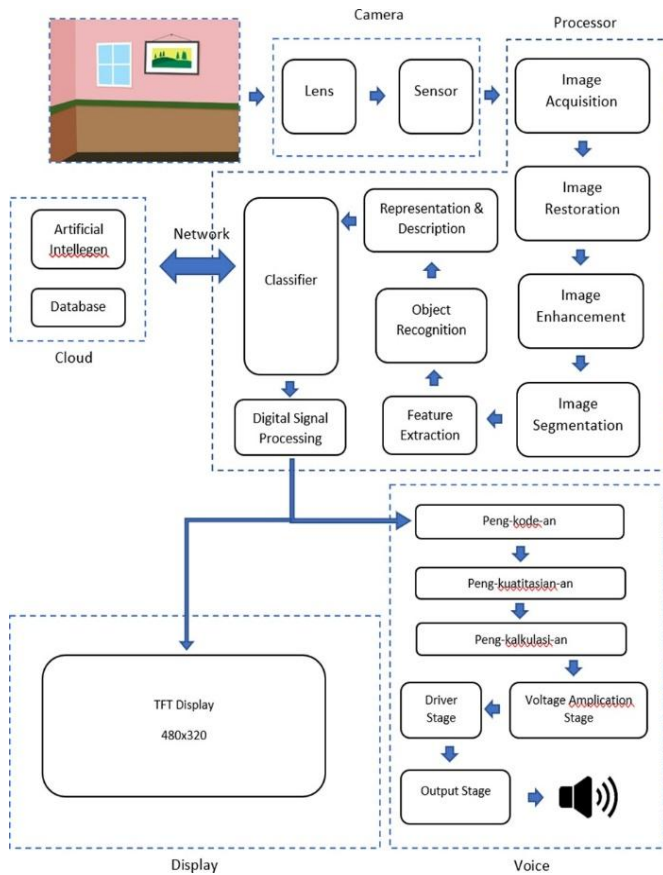 Camera
Processor
Lens
Sensor
Image
Acquisition
Image
Restoration
Image
Enhancement
Image
Segmentation
Feature
Extraction
Object
Recognition
Representation &
Description
Classifier
Digital Signal
Processing
Network
Artificial
Intellegen
Database
Cloud
Peng-kode-an
Peng-kuatitasian-an
Peng-kalkulasi-an
Voltage Amplication
Stage
Driver
Stage
Output Stage
Voice
TFT Display
480x320
Display